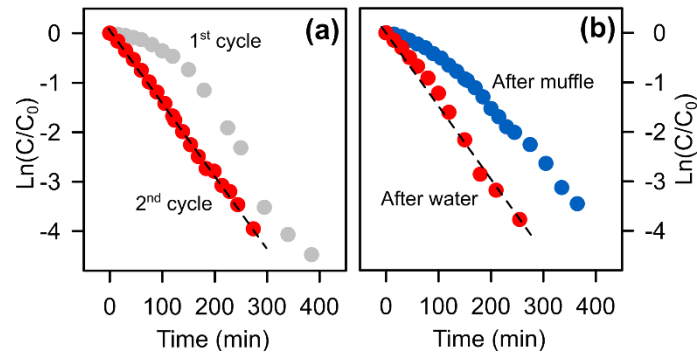 (a)
1st cycle
2nd cycle
Ln(C/C0)
0
-1
-2
-3
-4
0 100 200 300 400
Time (min)
(b)
After muffle
After water
0
-1
-2
-3
-4
Ln(C/C0)
0 100 200 300 400
Time (min)